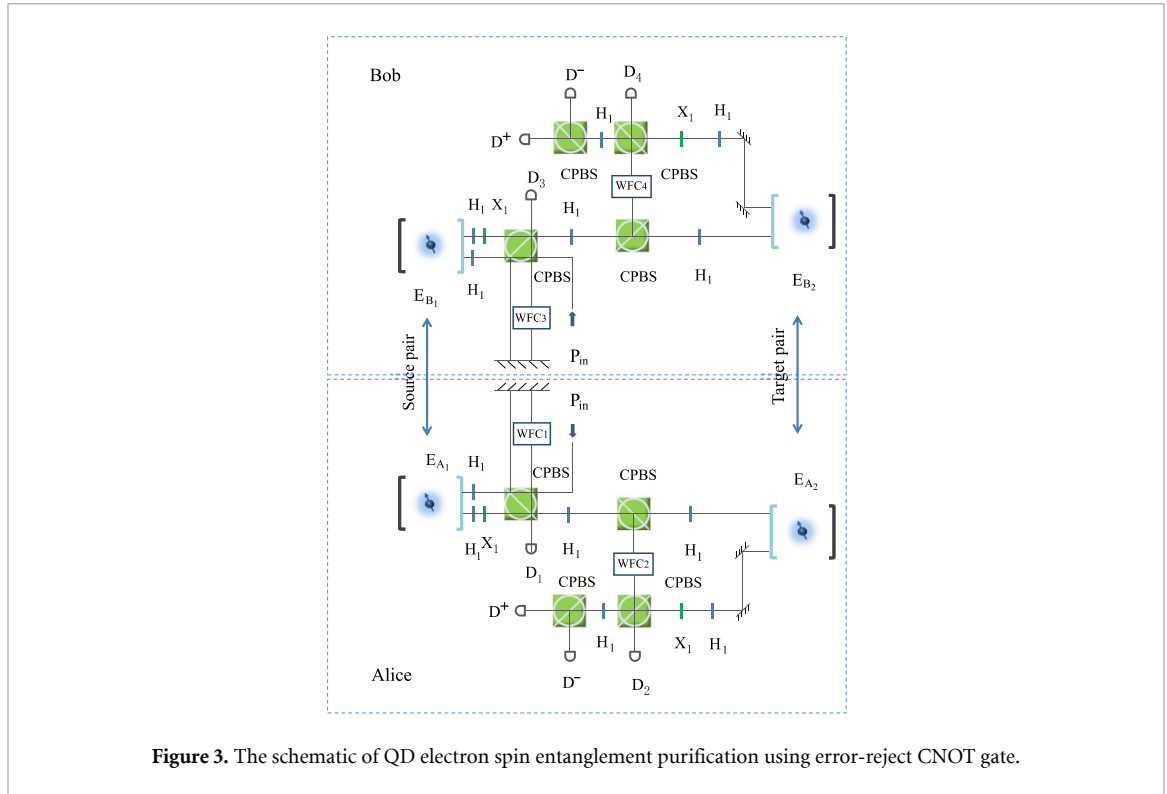 Bob
D⁻ D₄
H₁ X₁ H₁
D⁺
D₃ CPBS CPBS
WFC4
H₁ X₁ H₁
CPBS CPBS H₁
H₁
E_B₁ E_B₂
WFC3
P_in
Source pair
Target pair
P_in
WFC1
E_A₁ H₁ CPBS CPBS E_A₂
H₁ X₁ H₁ H₁
D₁ WFC2
CPBS CPBS
D⁺
H₁ X₁ H₁
D⁻ D₂
Alice
Figure 3. The schematic of QD electron spin entanglement purification using error-reject CNOT gate.